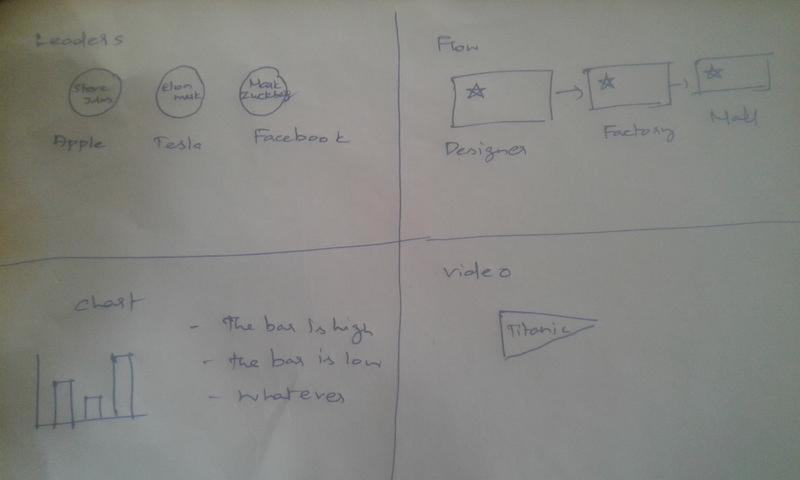 Leaders
Steve
Jobs
Elon
musk
Mark
Zuckbrg
Apple
Tesla
Facebook
Flow
Designer
Factory
Mall
chart
- The bar Is high
- the bar is low
- whatever
video
Titanic